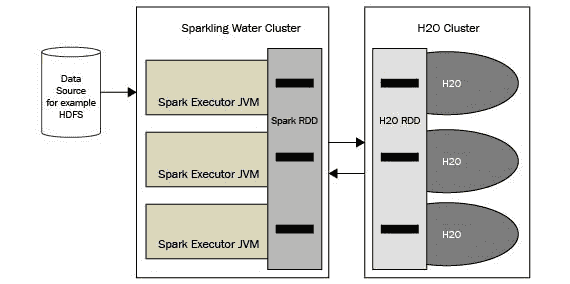 Sparkling Water Cluster
H2O Cluster
Data
Source
for example
HDFS
Spark Executor JVM
Spark RDD
Spark Executor JVM
Spark Executor JVM
H2O RDD
H2O
H2O
H2O